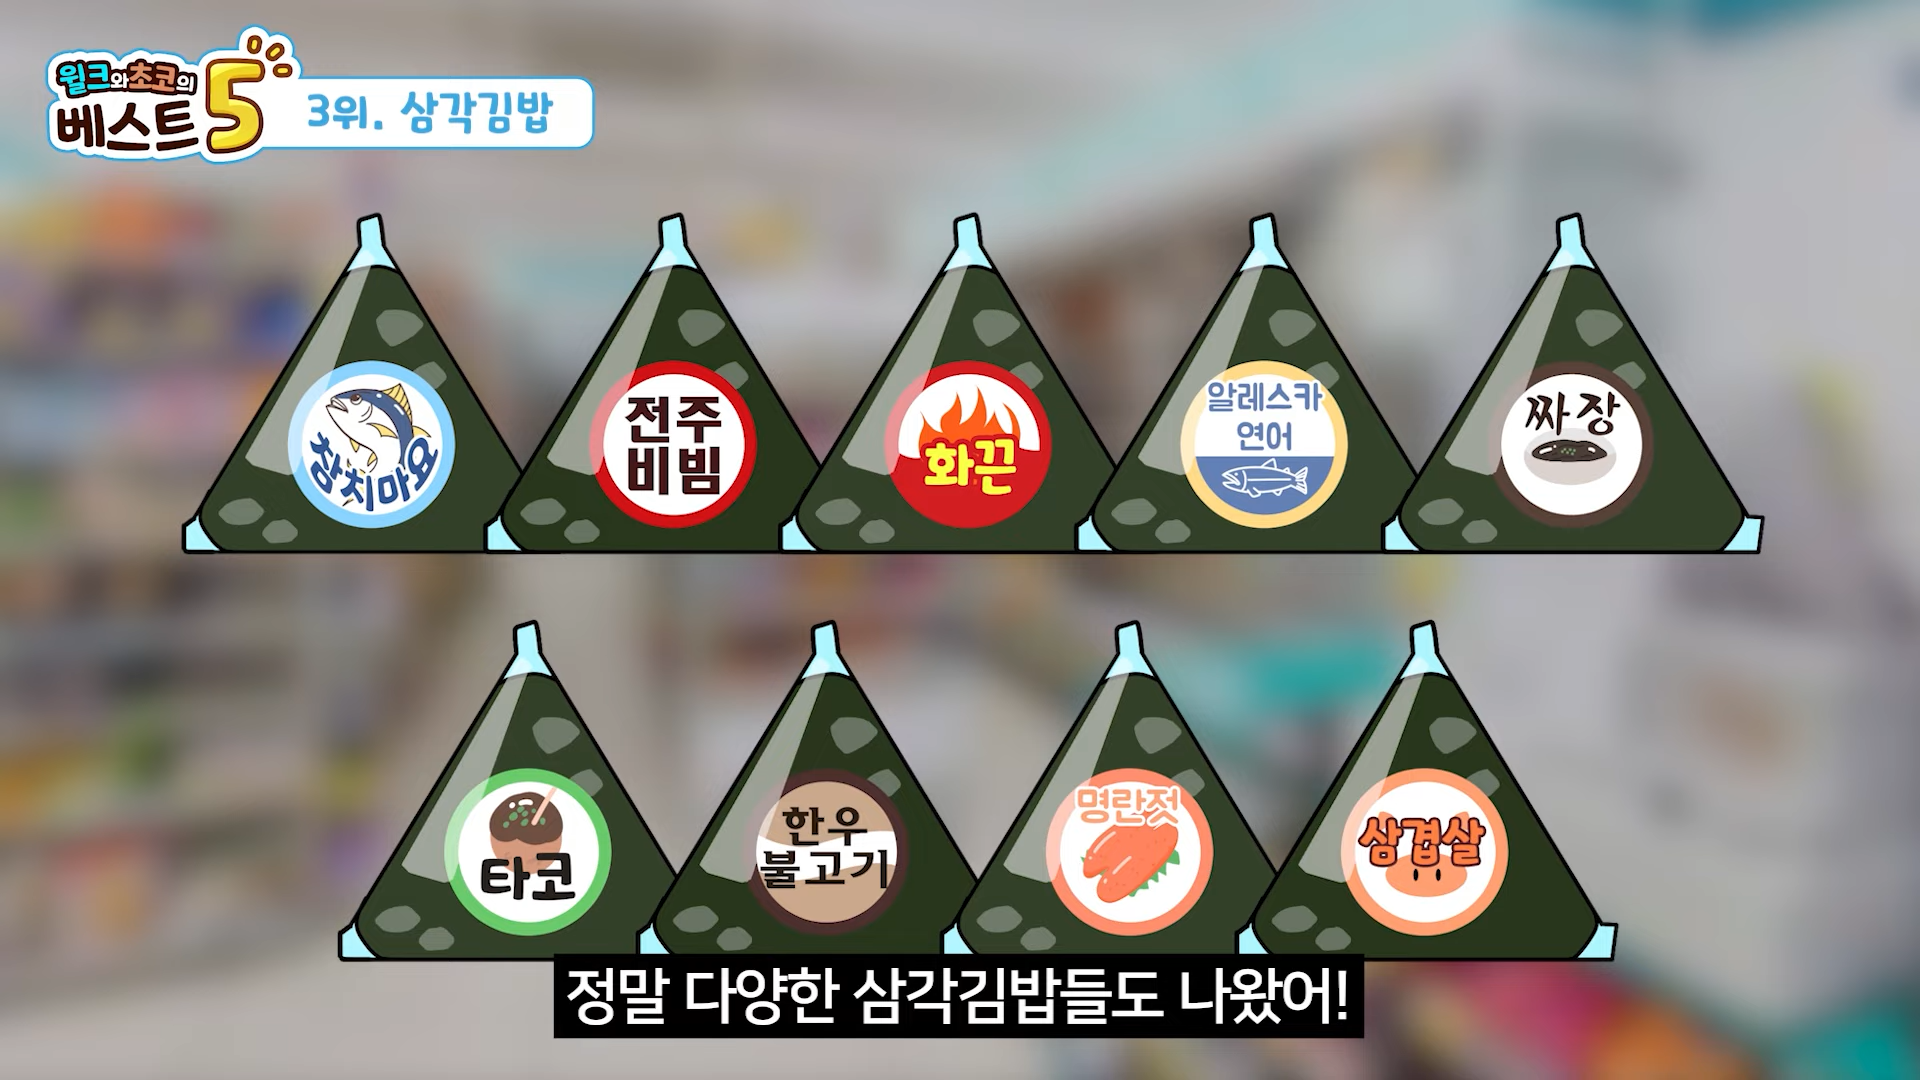 윌크와초코의
베스트5
3위. 삼각김밥
참치마요
전주
비빔
화끈
알레스카
연어
짜장
타코
한우
불고기
명란젓
삼겹살
정말 다양한 삼각김밥들도 나왔어!